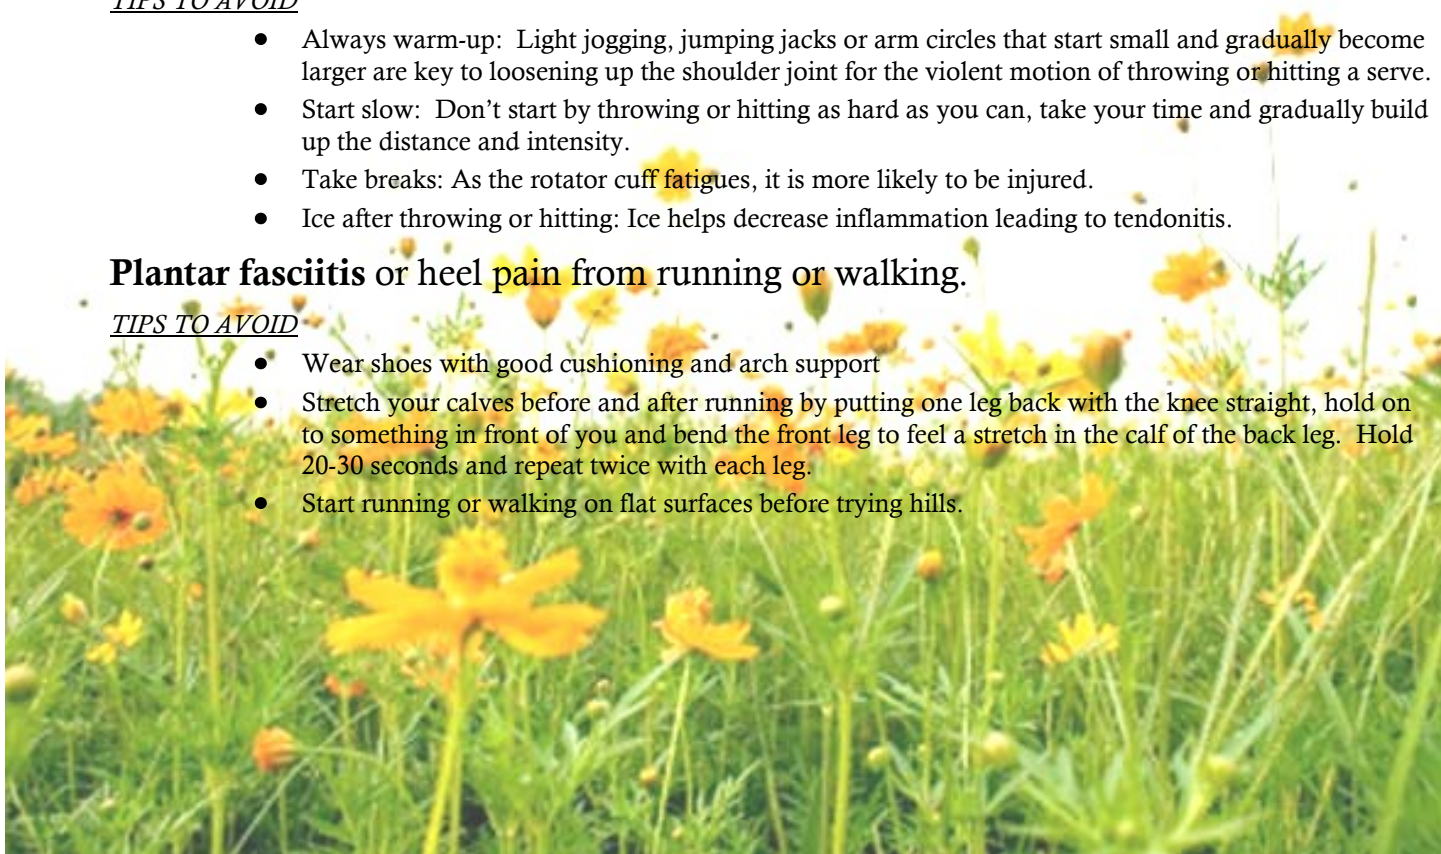 TIPS TO AVOID
• Always warm-up:  Light jogging, jumping jacks or arm circles that start small and gradually become
larger are key to loosening up the shoulder joint for the violent motion of throwing or hitting a serve.
• Start slow:  Don’t start by throwing or hitting as hard as you can, take your time and gradually build
up the distance and intensity.
• Take breaks: As the rotator cuff fatigues, it is more likely to be injured.
• Ice after throwing or hitting: Ice helps decrease inflammation leading to tendonitis.
Plantar fasciitis or heel pain from running or walking.
TIPS TO AVOID
• Wear shoes with good cushioning and arch support
• Stretch your calves before and after running by putting one leg back with the knee straight, hold on
to something in front of you and bend the front leg to feel a stretch in the calf of the back leg.  Hold
20-30 seconds and repeat twice with each leg.
• Start running or walking on flat surfaces before trying hills.